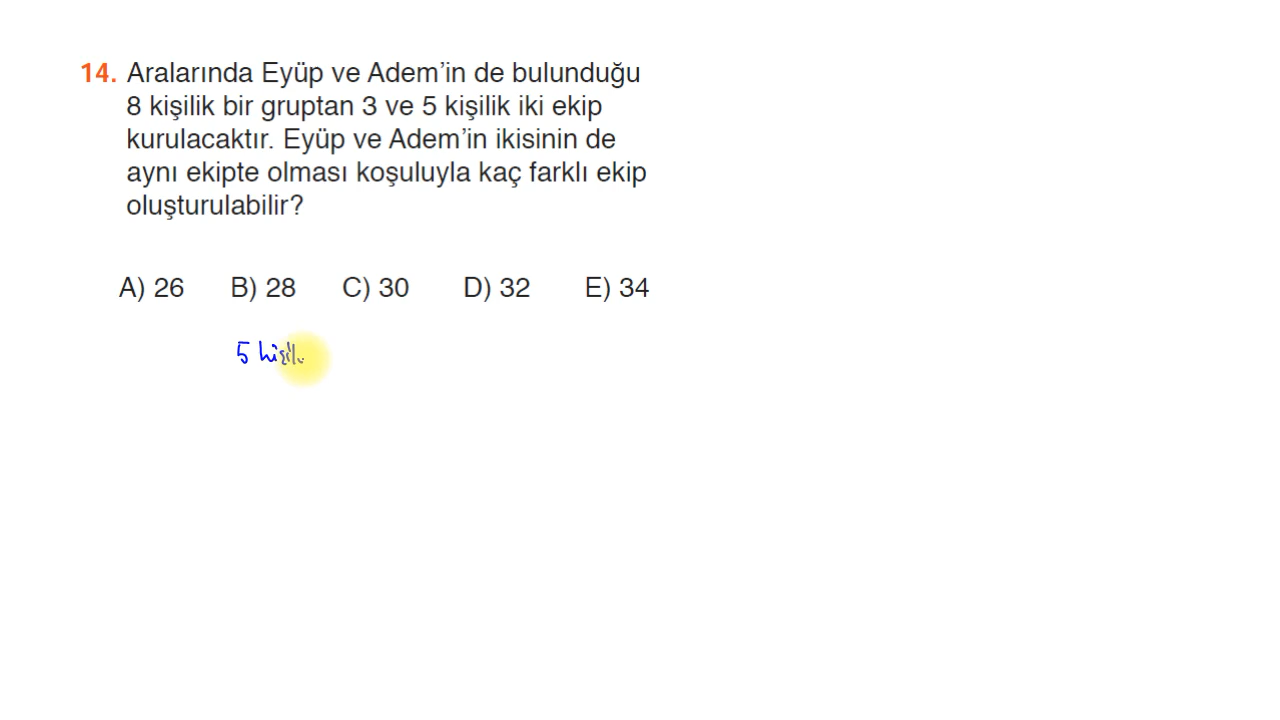 14. Aralarında Eyüp ve Adem'in de bulunduğu
8 kişilik bir gruptan 3 ve 5 kişilik iki ekip
kurulacaktır. Eyüp ve Adem'in ikisinin de
aynı ekipte olması koşuluyla kaç farklı ekip
oluşturulabilir?
A) 26 B) 28 C) 30 D) 32 E) 34
5 kişil